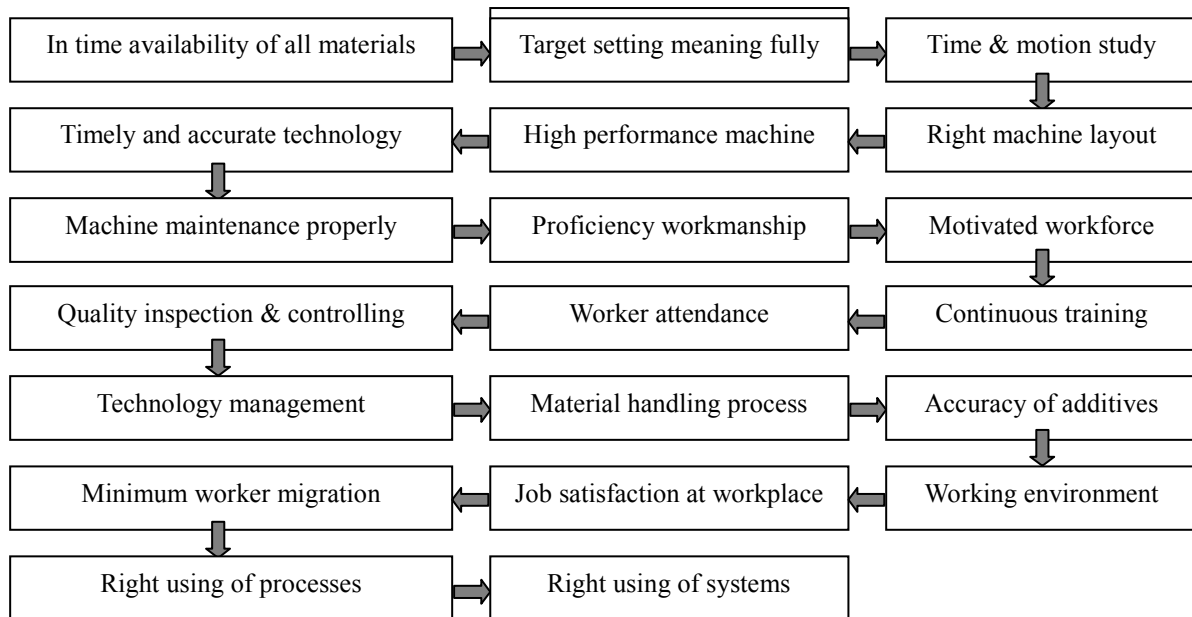 In time availability of all materials
Target setting meaning fully
Time & motion study
Right machine layout
High performance machine
Timely and accurate technology
Machine maintenance properly
Proficiency workmanship
Motivated workforce
Continuous training
Worker attendance
Quality inspection & controlling
Technology management
Material handling process
Accuracy of additives
Working environment
Job satisfaction at workplace
Minimum worker migration
Right using of processes
Right using of systems